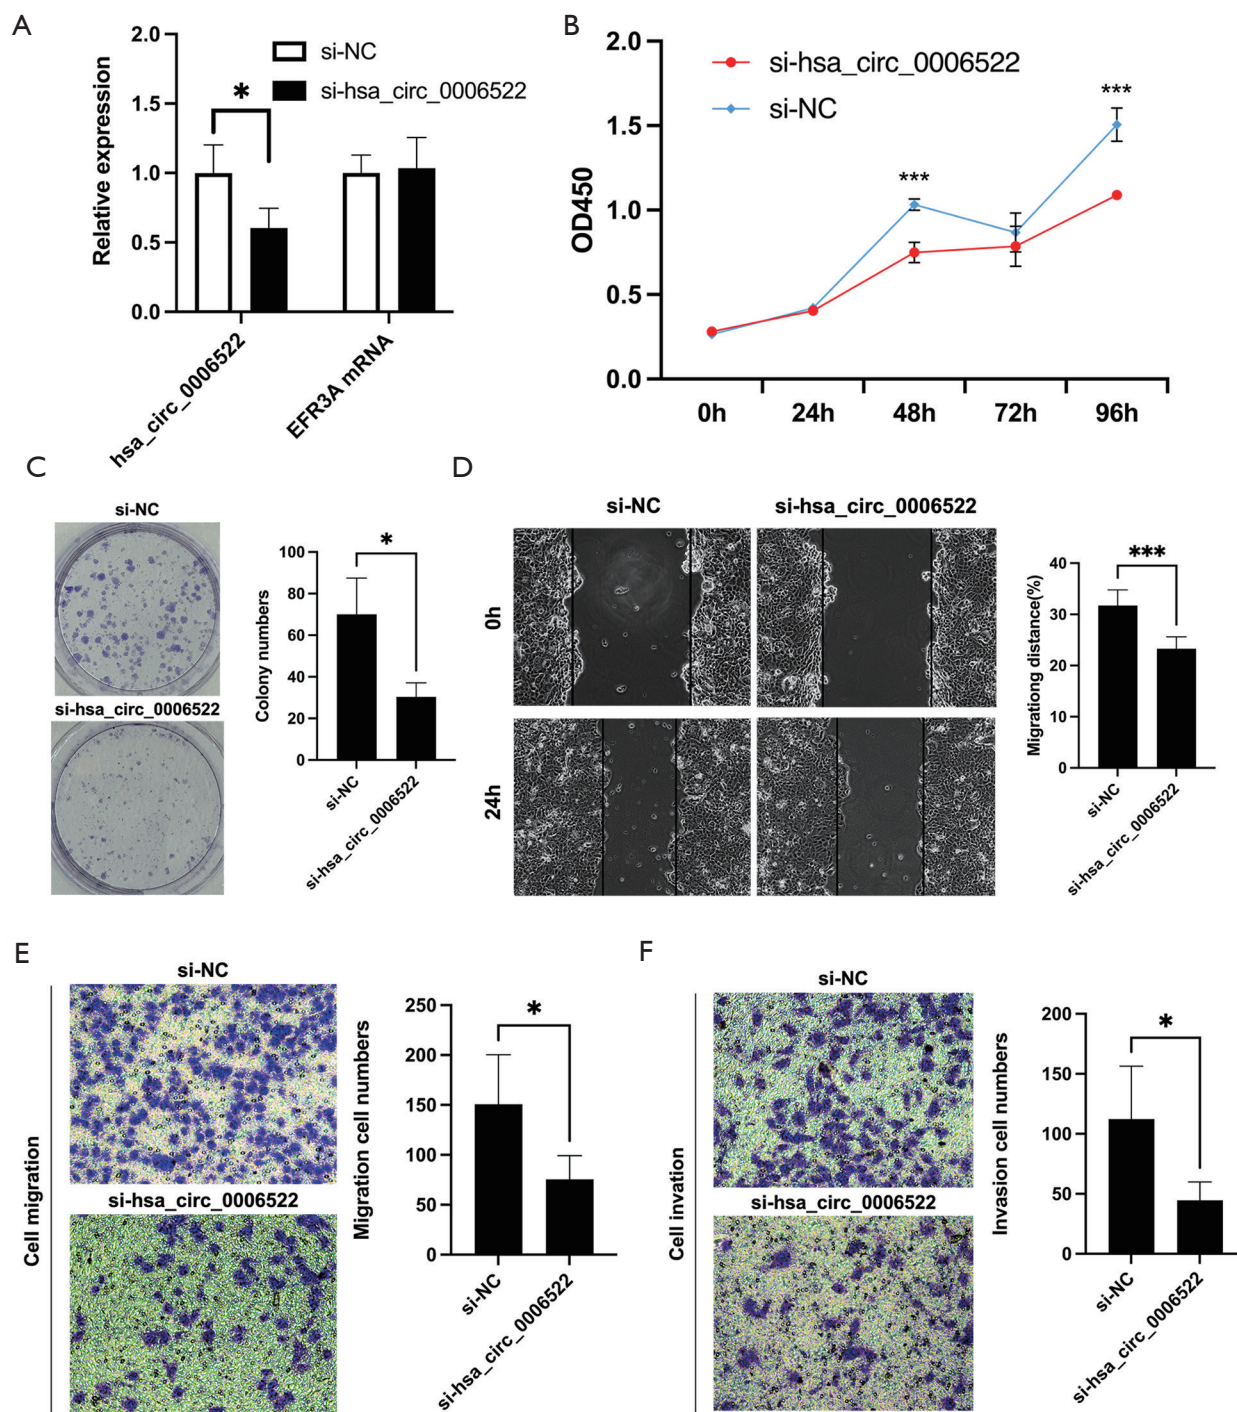 A
2.0
1.5
1.0
0.5
0.0
Relative expression
si-NC
si-hsa_circ_0006522
*
hsa_circ_0006522
EFR3A mRNA
B
2.0
1.5
1.0
0.5
0.0
OD450
si-hsa_circ_0006522
si-NC
***
***
0h
24h
48h
72h
96h
C
si-NC
si-hsa_circ_0006522
100
80
60
40
20
0
Colony numbers
*
si-NC
si-hsa_circ_0006522
D
si-NC
si-hsa_circ_0006522
0h
24h
40
30
20
10
0
Migrationg distance(%)
***
si-NC
si-hsa_circ_0006522
E
Cell migration
si-NC
si-hsa_circ_0006522
250
200
150
100
50
0
Migration cell numbers
*
si-NC
si-hsa_circ_0006522
F
Cell invation
si-NC
si-hsa_circ_0006522
200
150
100
50
0
Invasion cell numbers
*
si-NC
si-hsa_circ_0006522